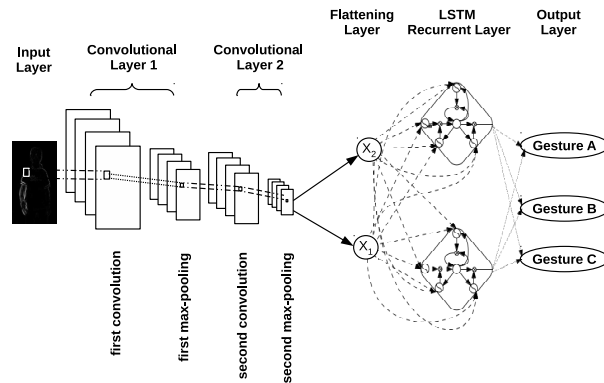 Input
Layer
Convolutional
Layer 1
Convolutional
Layer 2
Flattening
Layer
LSTM
Recurrent Layer
Output
Layer
X2
X1
Gesture A
Gesture B
Gesture C
first convolution
first max-pooling
second convolution
second max-pooling